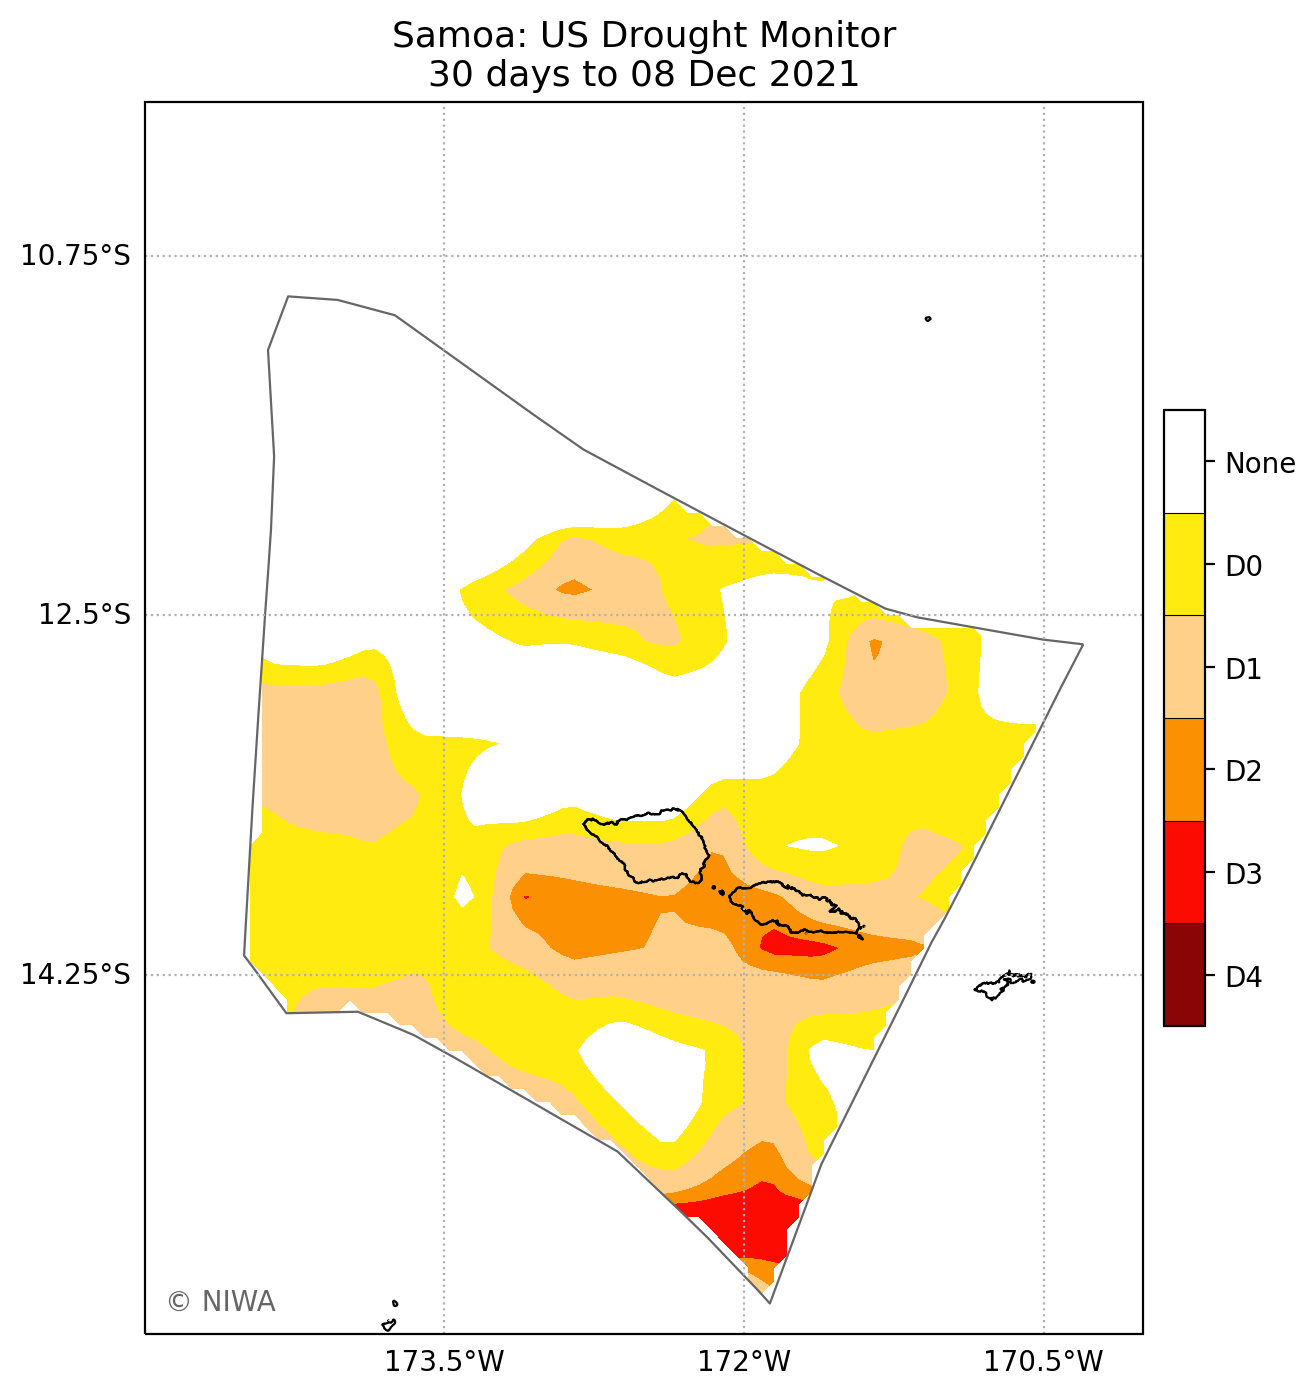 Samoa: US Drought Monitor
30 days to 08 Dec 2021
10.75°S
12.5°S
14.25°S
173.5°W
172°W
170.5°W
None
D0
D1
D2
D3
D4
© NIWA